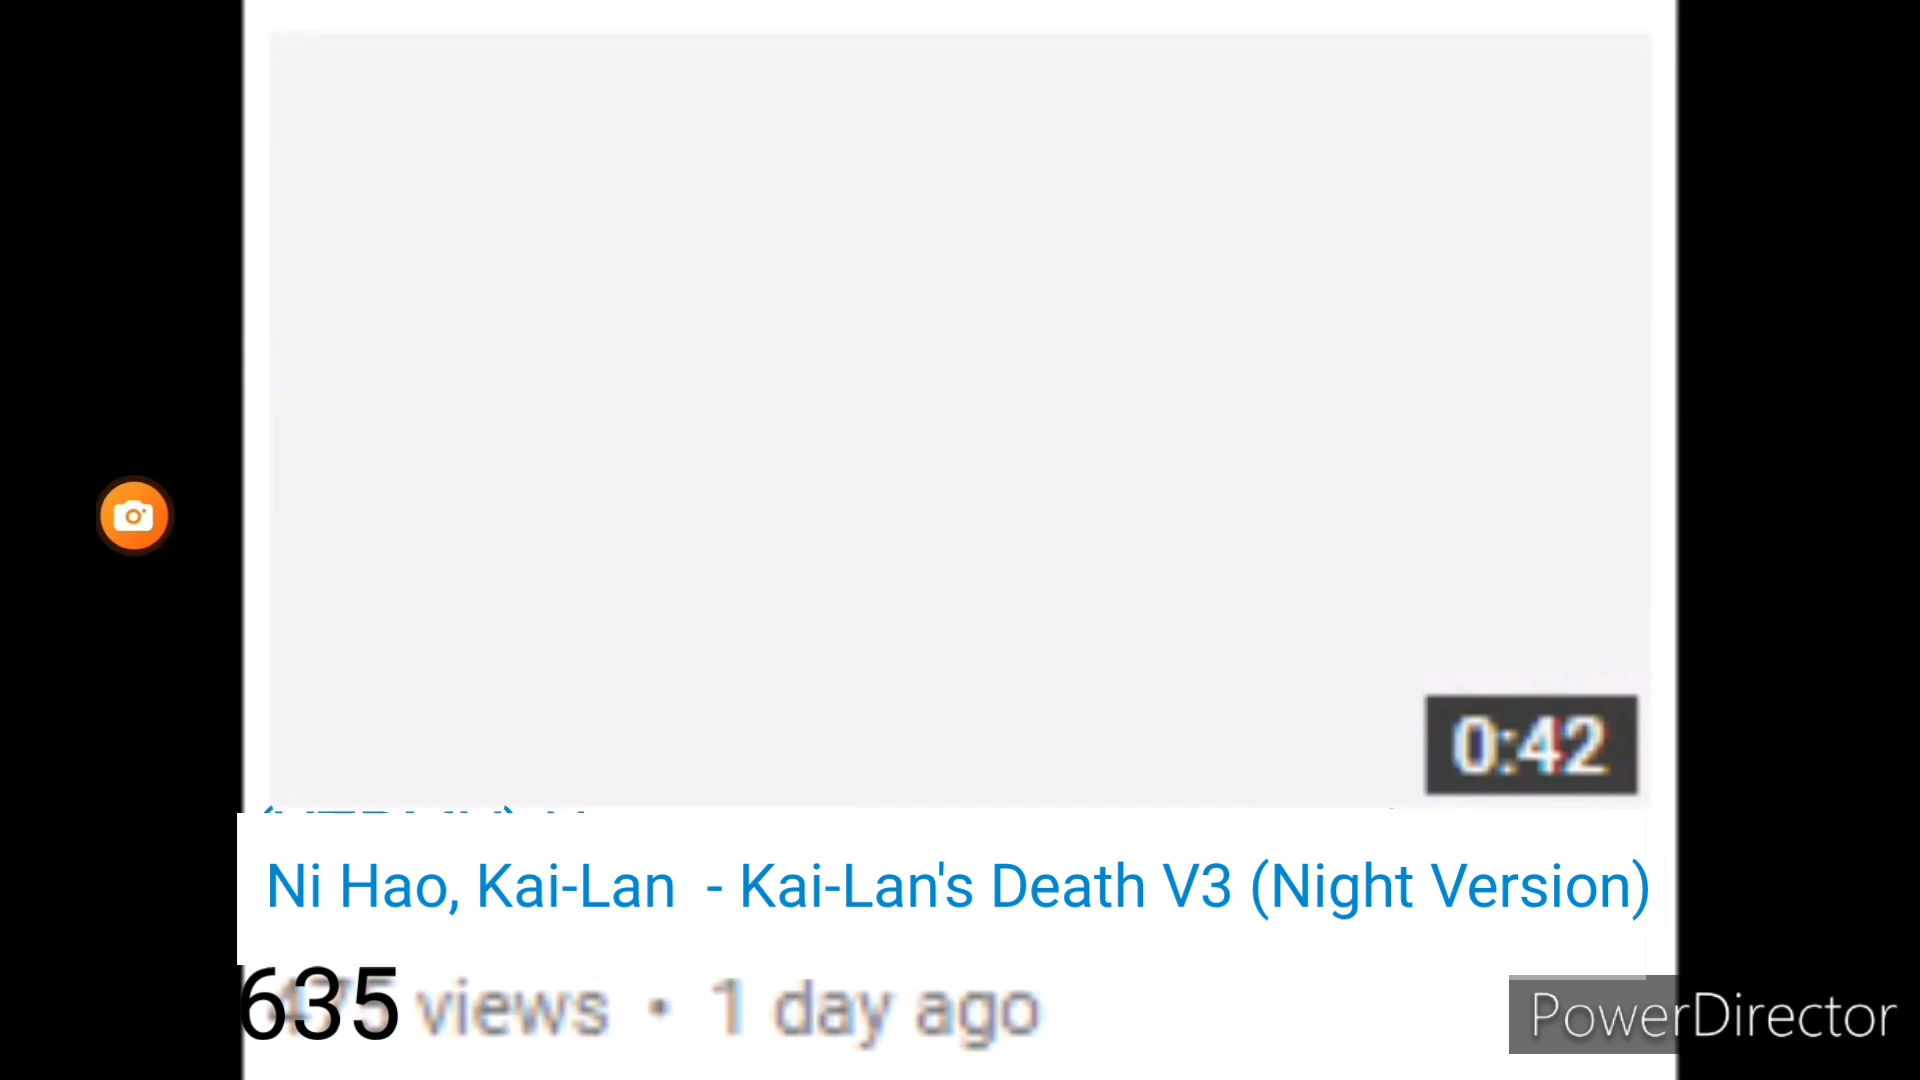 0:42
Ni Hao, Kai-Lan - Kai-Lan's Death V3 (Night Version)
635 views • 1 day ago
PowerDirector